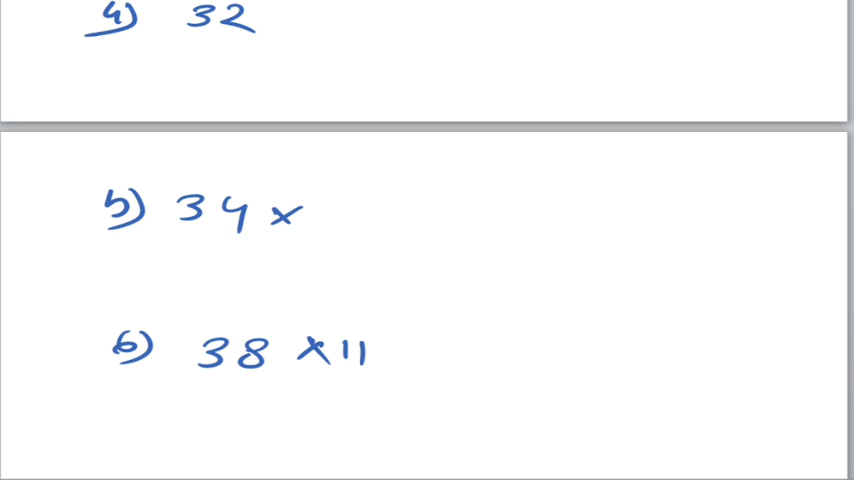 4) 32
5) 34 ×
6) 38 × 11